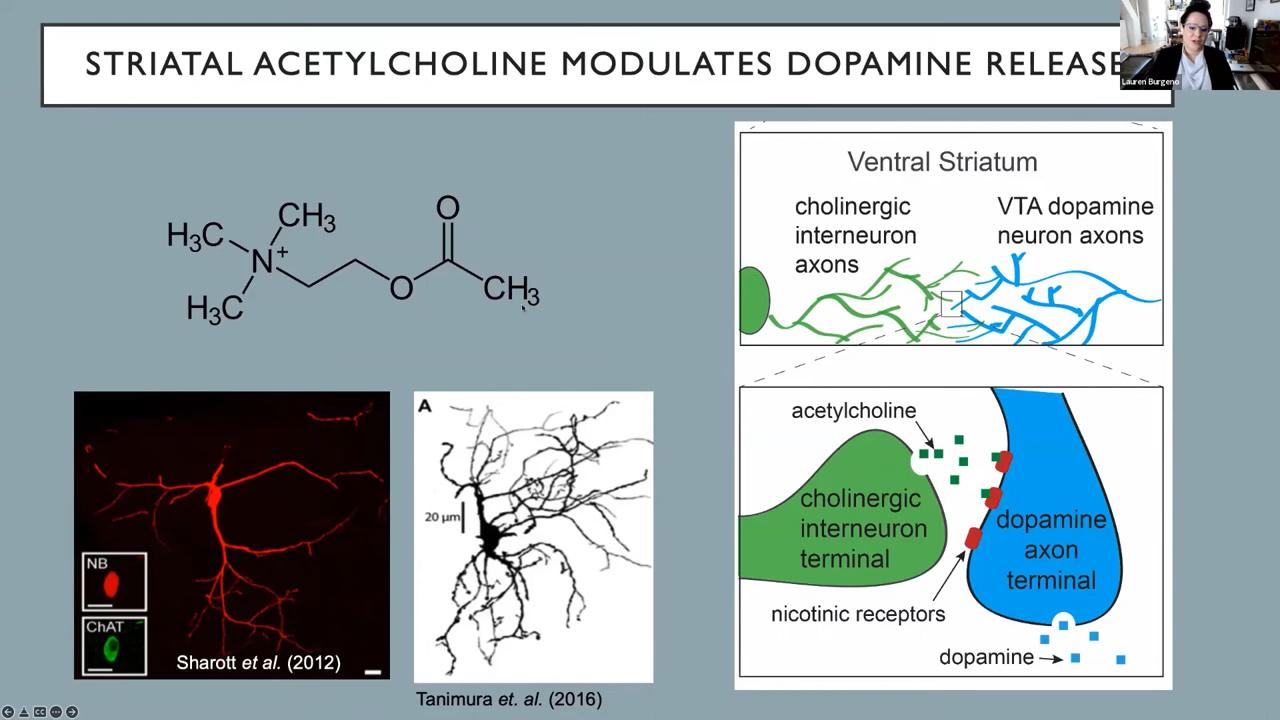 STRIATAL ACETYLCHOLINE MODULATES DOPAMINE RELEASE
Lauren Burgeno
H3C
CH3
N+
H3C
O
O
CH3
NB
ChAT
Sharott et al. (2012)
A
20 µm
Tanimura et. al. (2016)
Ventral Striatum
cholinergic
interneuron
axons
VTA dopamine
neuron axons
acetylcholine
cholinergic
interneuron
terminal
dopamine
axon
terminal
nicotinic receptors
dopamine